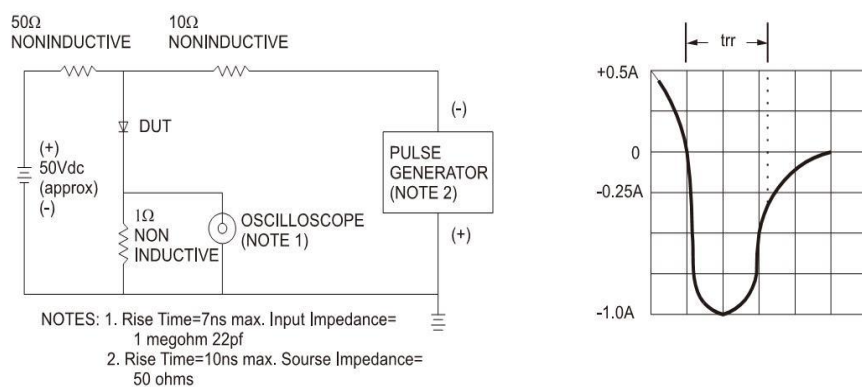 50Ω
NONINDUCTIVE
10Ω
NONINDUCTIVE
DUT
(+)
50Vdc
(approx)
(-)
1Ω
NON
INDUCTIVE
OSCILLOSCOPE
(NOTE 1)
(-)
PULSE
GENERATOR
(NOTE 2)
(+)
NOTES: 1. Rise Time=7ns max. Input Impedance=
1 megohm 22pf
2. Rise Time=10ns max. Sourse Impedance=
50 ohms
trr
+0.5A
0
-0.25A
-1.0A